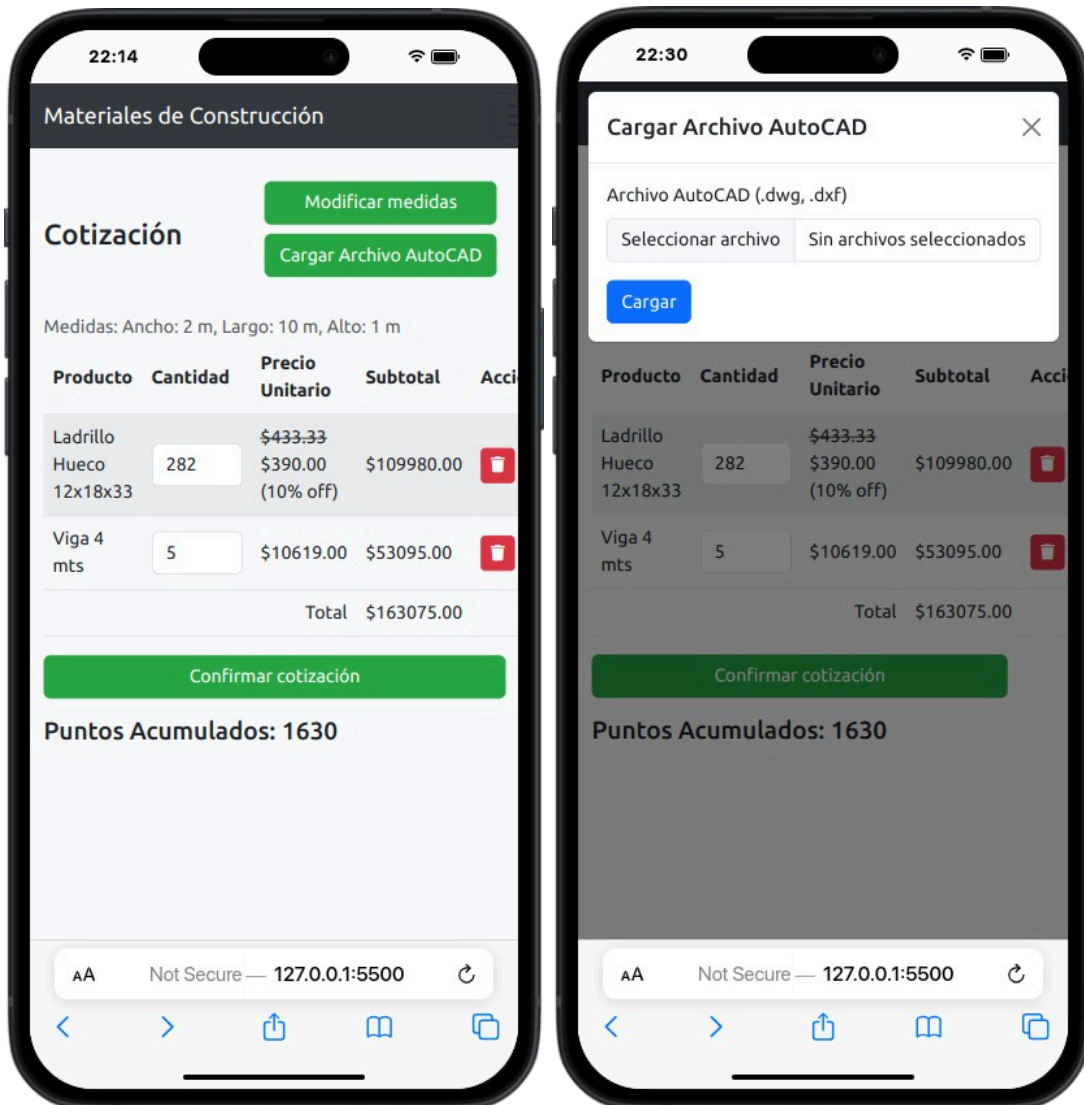 22:14
Materiales de Construcción
Modificar medidas
Cotización
Cargar Archivo AutoCAD
Medidas: Ancho: 2 m, Largo: 10 m, Alto: 1 m
Producto Cantidad Precio Unitario Subtotal Acci
Ladrillo Hueco 12x18x33 282 $433.33 $390.00 (10% off) $109980.00
Viga 4 mts 5 $10619.00 $53095.00
Total $163075.00
Confirmar cotización
Puntos Acumulados: 1630
AA Not Secure — 127.0.0.1:5500
22:30
Cargar Archivo AutoCAD
Archivo AutoCAD (.dwg, .dxf)
Seleccionar archivo Sin archivos seleccionados
Cargar
Producto Cantidad Precio Unitario Subtotal Acci
Ladrillo Hueco 12x18x33 282 $433.33 $390.00 (10% off) $109980.00
Viga 4 mts 5 $10619.00 $53095.00
Total $163075.00
Confirmar cotización
Puntos Acumulados: 1630
AA Not Secure — 127.0.0.1:5500